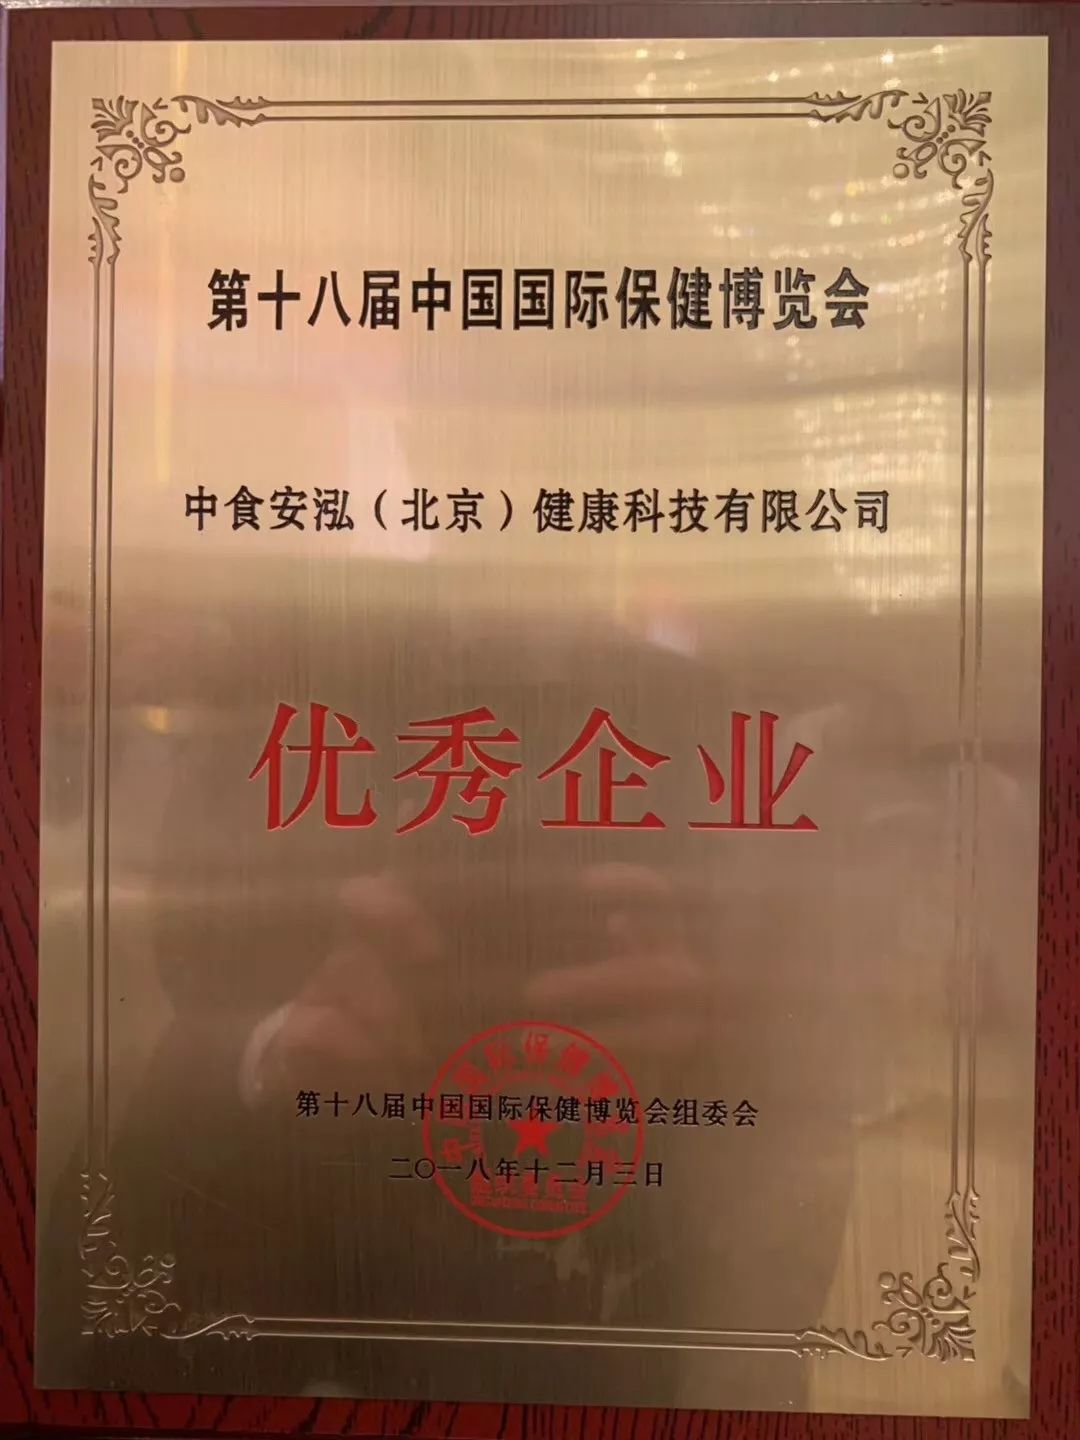 第十八届中国国际保健博览会
中食安泓（北京）健康科技有限公司
优秀企业
第十八届中国国际保健博览会组委会
二〇一八年十二月三日